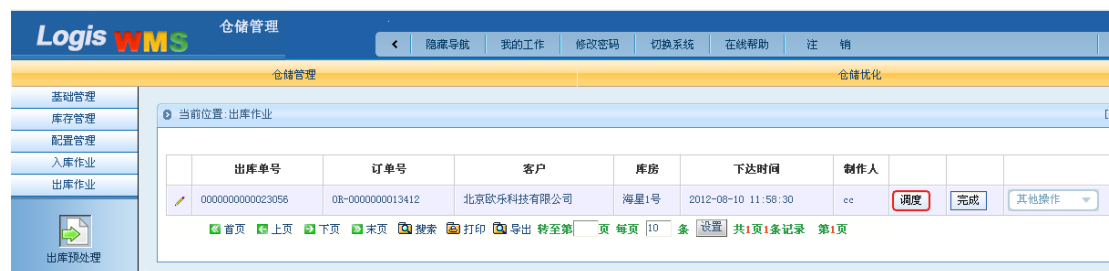 Logis WMS 仓储管理
隐藏导航 我的工作 修改密码 切换系统 在线帮助 注 销
仓储管理 仓储优化
基础管理
库存管理
配置管理
入库作业
出库作业
出库预处理
当前位置:出库作业
出库单号 订单号 客户 库房 下达时间 制作人
0000000000023056 OR-0000000013412 北京欧乐科技有限公司 海星1号 2012-08-10 11:58:30 cc 调度 完成 其他操作
首页 上页 下页 末页 搜索 打印 导出 转至第 页 每页 10 条 设置 共1页1条记录 第1页